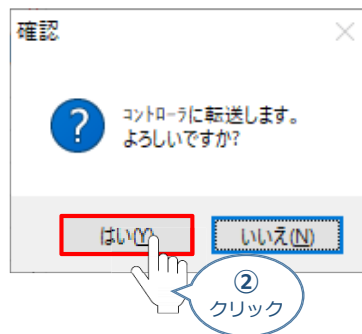 確認
コントローラに転送します。
よろしいですか?
はい(Y)
いいえ(N)
②
クリック